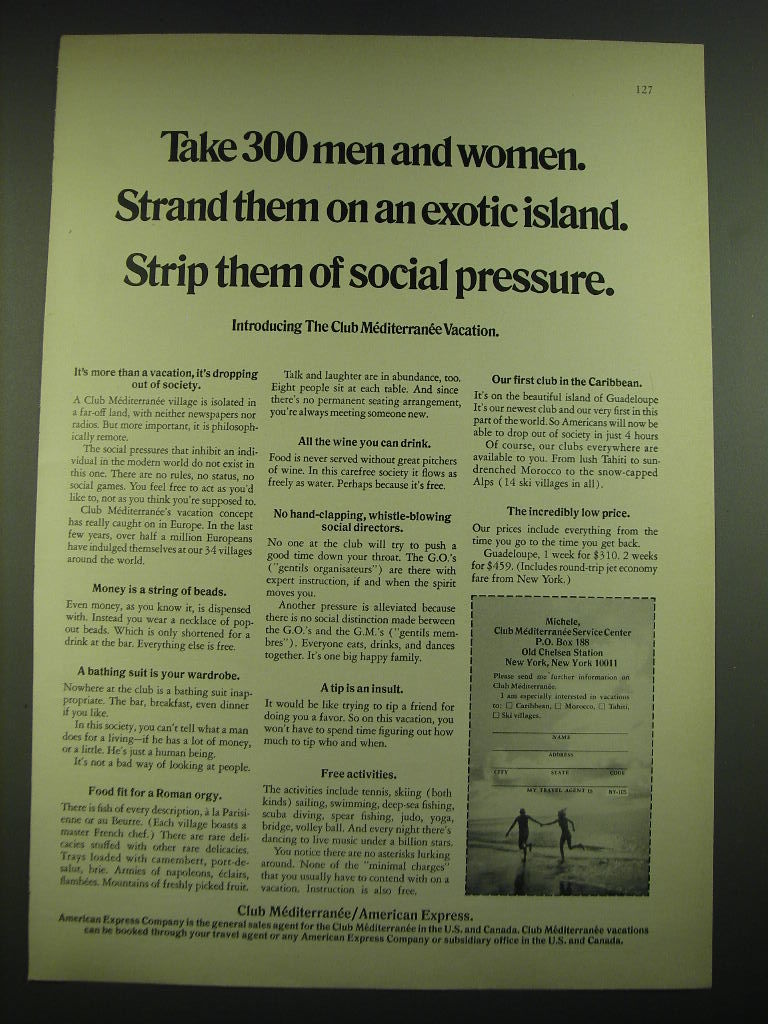 127
Take 300 men and women.
Strand them on an exotic island.
Strip them of social pressure.
Introducing The Club Méditerranée Vacation.
It's more than a vacation, it's dropping
out of society.
A Club Méditerranée village is isolated in
a far-off land, with neither newspapers nor
radios. But more important, it is philosoph-
ically remote.
The social pressures that inhibit an indi-
vidual in the modern world do not exist in
this one. There are no rules, no status, no
social games. You feel free to act as you'd
like to, not as you think you're supposed to.
Club Méditerranée's vacation concept
has really caught on in Europe. In the last
few years, over half a million Europeans
have indulged themselves at our 34 villages
around the world.
Money is a string of beads.
Even money, as you know it, is dispensed
with. Instead you wear a necklace of pop-
out beads. Which is only shortened for a
drink at the bar. Everything else is free.
A bathing suit is your wardrobe.
Nowhere at the club is a bathing suit inap-
propriate. The bar, breakfast, even dinner
if you like.
In this society, you can't tell what a man
does for a living—if he has a lot of money,
or a little. He's just a human being.
It's not a bad way of looking at people.
Food fit for a Roman orgy.
There is fish of every description, à la Parisi-
enne or au Beurre. (Each village boasts a
master French chef.) There are rare deli-
cacies stuffed with other rare delicacies.
Trays loaded with camembert, port-de-
salut, brie. Armies of napoleons, éclairs,
flambées. Mountains of freshly picked fruit.
Talk and laughter are in abundance, too.
Eight people sit at each table. And since
there's no permanent seating arrangement,
you're always meeting someone new.
All the wine you can drink.
Food is never served without great pitchers
of wine. In this carefree society it flows as
freely as water. Perhaps because it's free.
No hand-clapping, whistle-blowing
social directors.
No one at the club will try to push a
good time down your throat. The G.O.'s
("gentils organisateurs") are there with
expert instruction, if and when the spirit
moves you.
Another pressure is alleviated because
there is no social distinction made between
the G.O.'s and the G.M.'s ("gentils mem-
bres"). Everyone eats, drinks, and dances
together. It's one big happy family.
A tip is an insult.
It would be like trying to tip a friend for
doing you a favor. So on this vacation, you
won't have to spend time figuring out how
much to tip who and when.
Free activities.
The activities include tennis, skiing (both
kinds) sailing, swimming, deep-sea fishing,
scuba diving, spear fishing, judo, yoga,
bridge, volley ball. And every night there's
dancing to live music under a billion stars.
You notice there are no asterisks lurking
around. None of the "minimal charges"
that you usually have to contend with on a
vacation. Instruction is also free.
Our first club in the Caribbean.
It's on the beautiful island of Guadeloupe
It's our newest club and our very first in this
part of the world. So Americans will now be
able to drop out of society in just 4 hours
Of course, our clubs everywhere are
available to you. From lush Tahiti to sun-
drenched Morocco to the snow-capped
Alps (14 ski villages in all).
The incredibly low price.
Our prices include everything from the
time you go to the time you get back.
Guadeloupe, 1 week for $310. 2 weeks
for $459. (Includes round-trip jet economy
fare from New York.)
Michele,
Club Méditerranée Service Center
P.O. Box 188
Old Chelsea Station
New York, New York 10011
Please send me further information on
Club Méditerranée.
I am especially interested in vacations
to: □ Caribbean, □ Morocco, □ Tahiti,
□ Ski villages.
NAME
ADDRESS
CITY STATE CODE
MY TRAVEL AGENT IS
Club Méditerranée/American Express.
American Express Company is the general sales agent for the Club Méditerranée in the U.S. and Canada. Club Méditerranée vacations
can be booked through your travel agent or any American Express Company or subsidiary office in the U.S. and Canada.